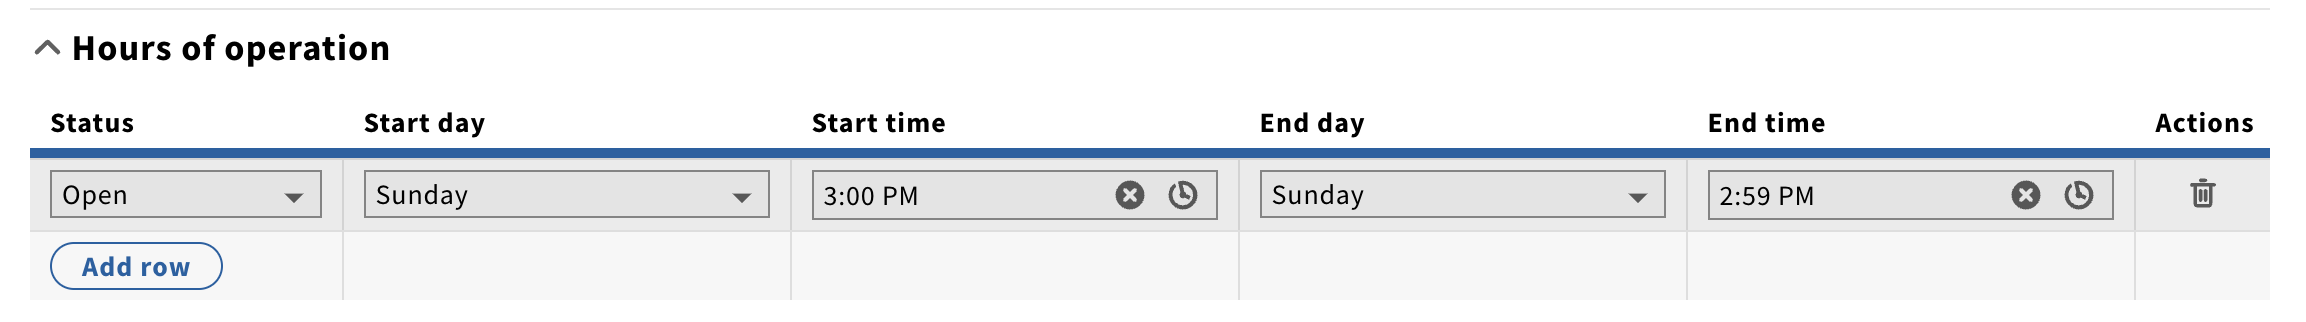 Hours of operation
Status Start day Start time End day End time Actions
Open Sunday 3:00 PM Sunday 2:59 PM
Add row